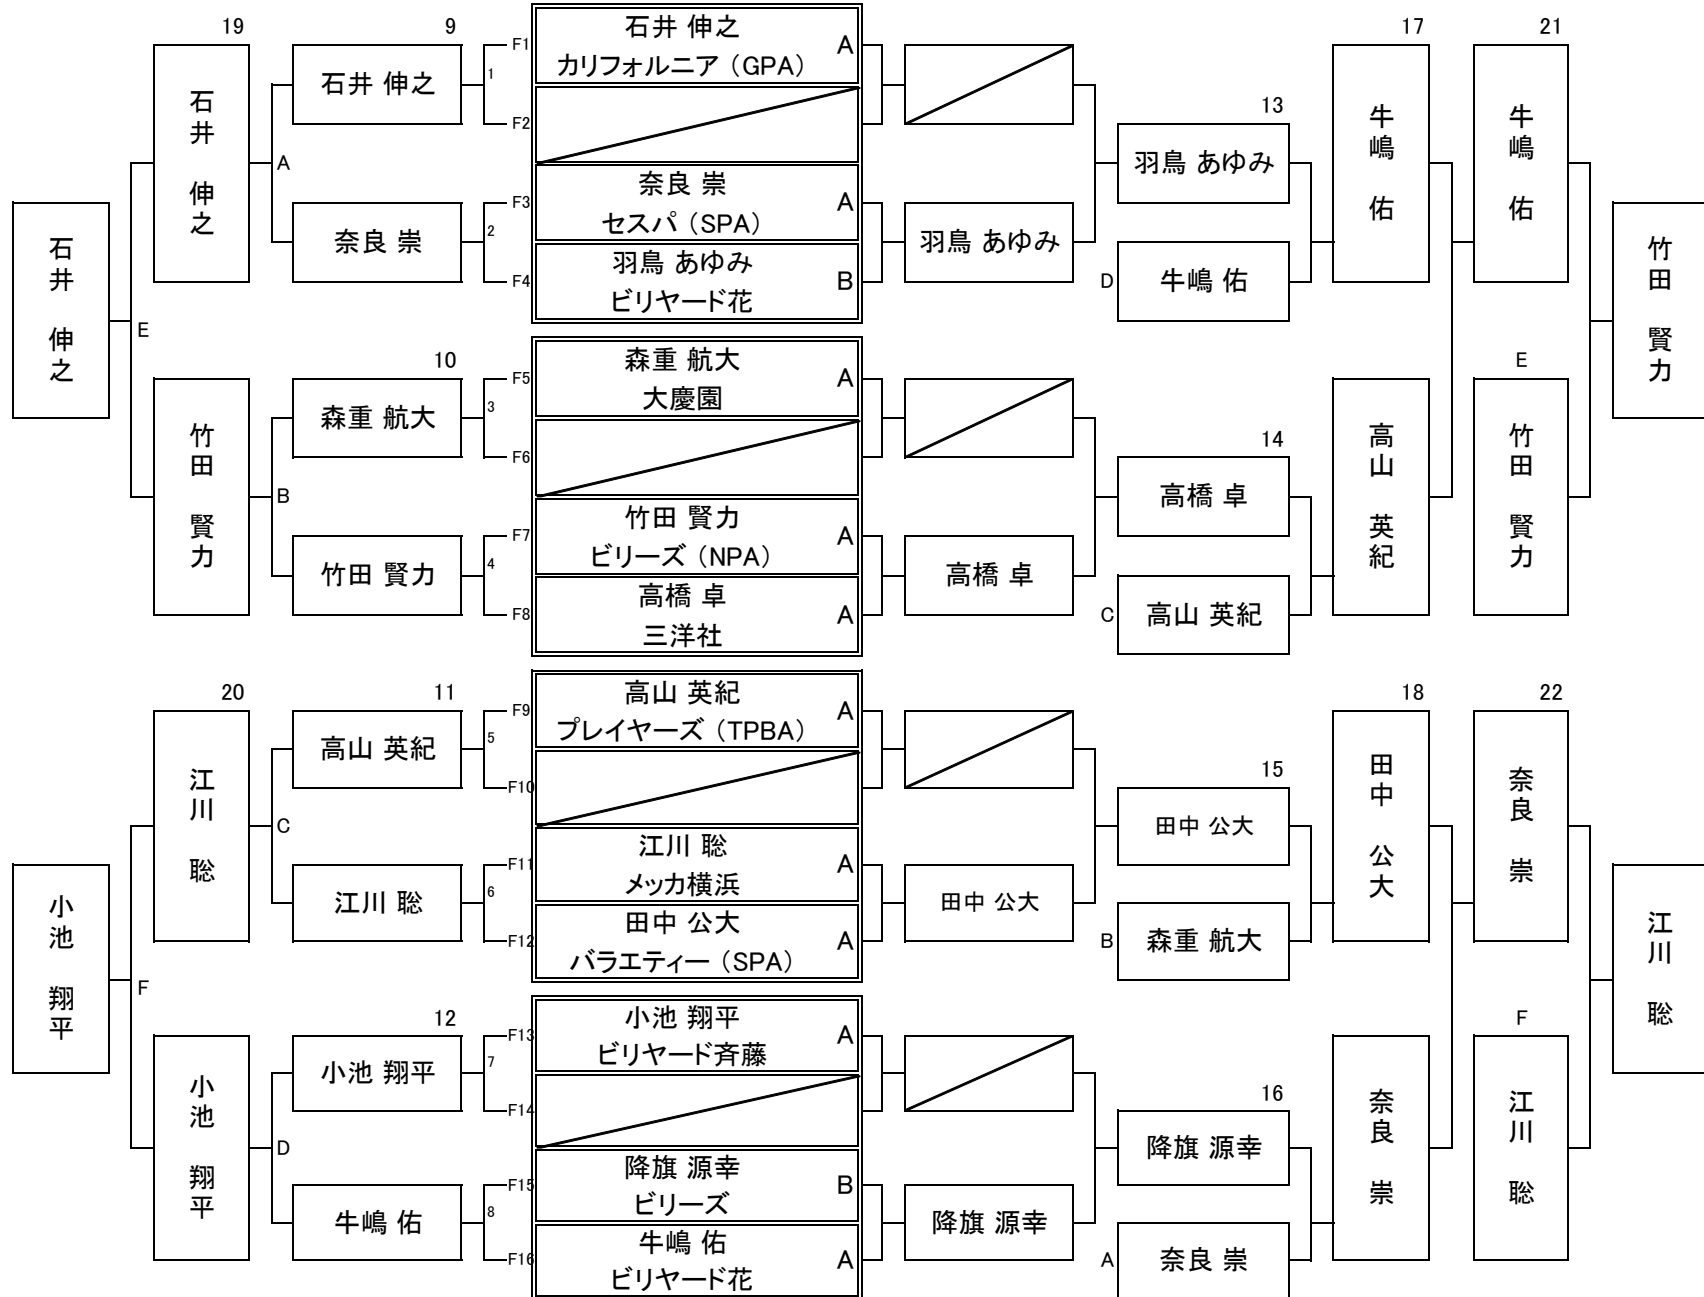 19
9
17
21
石井 伸之
カリフォルニア（GPA）
A
F1
1
F2
石井 伸之
石井 伸之
A
13
羽鳥 あゆみ
牛嶋 佑
牛嶋 佑
奈良 崇
セスパ（SPA）
A
F3
2
F4
奈良 崇
羽鳥 あゆみ
ビリヤード花
B
羽鳥 あゆみ
D
牛嶋 佑
石井 伸之
E
竹田 賢力
10
森重 航大
大慶園
A
F5
3
F6
森重 航大
竹田 賢力
B
14
高橋 卓
高山 英紀
E
竹田 賢力
竹田 賢力
ビリーズ（NPA）
A
F7
4
F8
竹田 賢力
高橋 卓
三洋社
A
高橋 卓
C
高山 英紀
20
11
18
22
高山 英紀
プレイヤーズ（TPBA）
A
F9
5
F10
高山 英紀
江川 聡
C
15
田中 公大
田中 公大
奈良 崇
江川 聡
メッカ横浜
A
F11
6
F12
江川 聡
田中 公大
バラエティー（SPA）
A
田中 公大
B
森重 航大
小池 翔平
F
江川 聡
12
小池 翔平
ビリヤード斉藤
A
F13
7
F14
小池 翔平
小池 翔平
D
16
降旗 源幸
奈良 崇
F
江川 聡
降旗 源幸
ビリーズ
B
F15
8
F16
牛嶋 佑
牛嶋 佑
ビリヤード花
A
降旗 源幸
A
奈良 崇